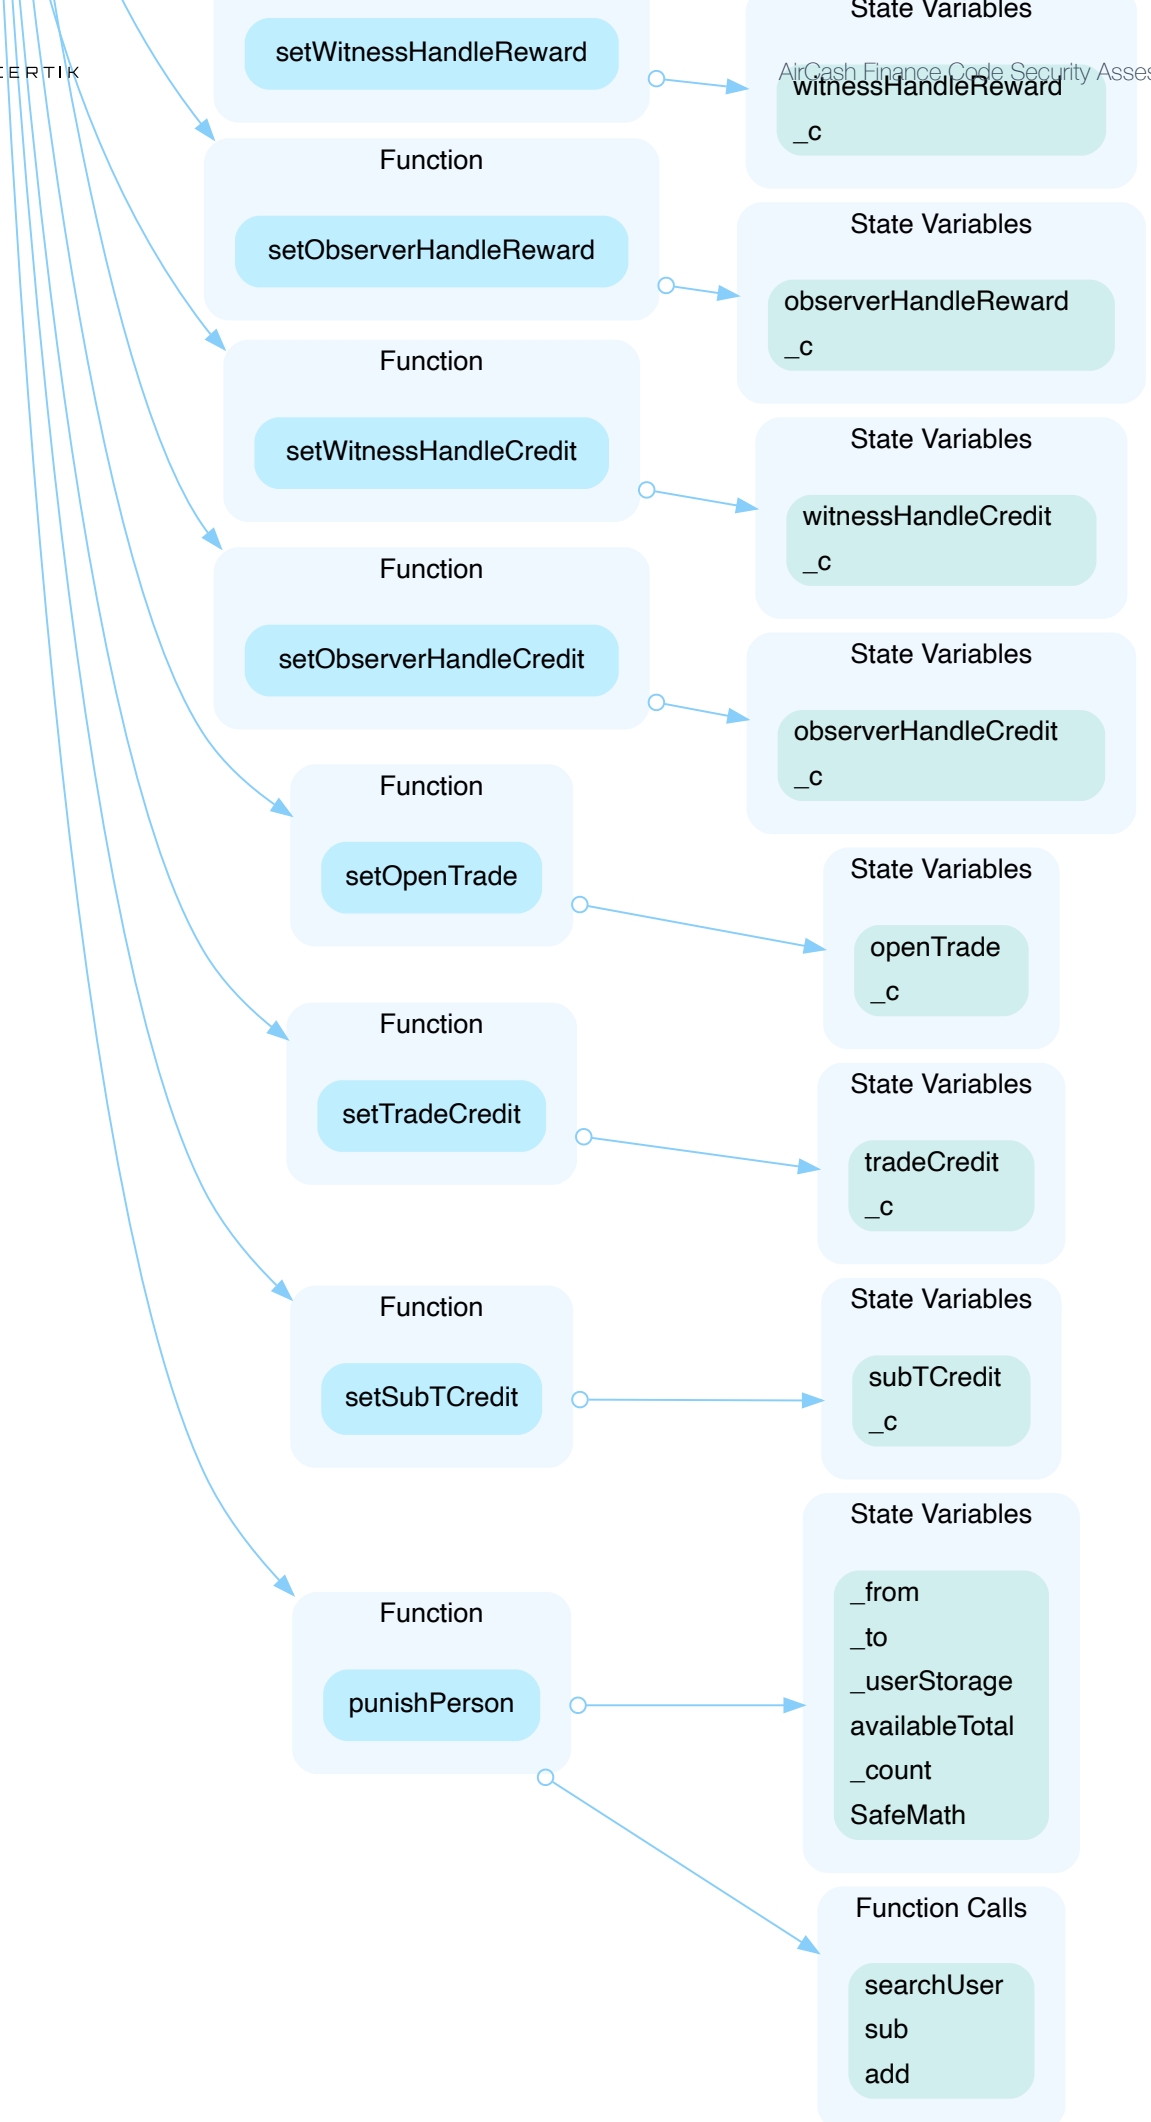 State Variables
setWitnessHandleReward
AirCash Finance Code Security
witnessHandleReward
_c
Function
State Variables
setObserverHandleReward
observerHandleReward
_c
Function
State Variables
setWitnessHandleCredit
witnessHandleCredit
_c
Function
State Variables
setObserverHandleCredit
observerHandleCredit
_c
Function
State Variables
setOpenTrade
openTrade
_c
Function
State Variables
setTradeCredit
tradeCredit
_c
Function
State Variables
setSubTCredit
subTCredit
_c
State Variables
_from
Function
_to
_userStorage
punishPerson
availableTotal
_count
SafeMath
Function Calls
searchUser
sub
add